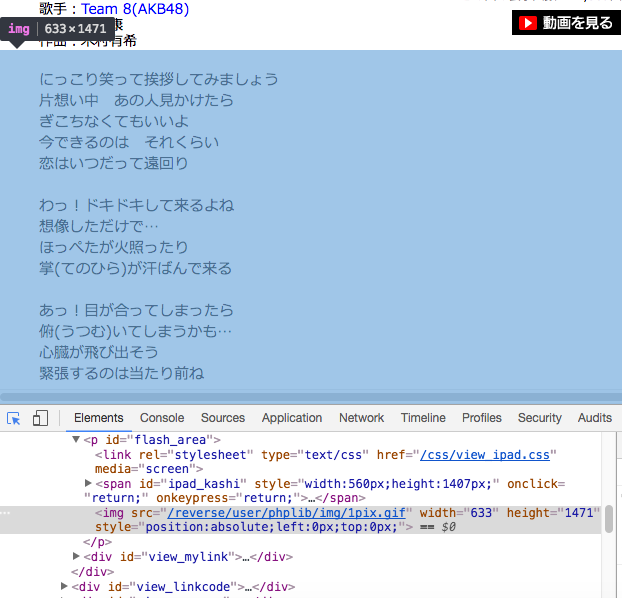 歌手：Team 8(AKB48)
動画を見る
img 633×1471
康
作曲：木村有希
にっこり笑って挨拶してみましょう
片想い中　あの人見かけたら
ぎこちなくてもいいよ
今できるのは　それくらい
恋はいつだって遠回り
わっ！ドキドキして来るよね
想像しただけで…
ほっぺたが火照ったり
掌(てのひら)が汗ばんで来る
あっ！目が合ってしまったら
俯(うつむ)いてしまうかも…
心臓が飛び出そう
緊張するのは当たり前ね
Elements Console Sources Application Network Timeline Profiles Security Audits
▼<p id="flash_area">
<link rel="stylesheet" type="text/css" href="/css/view_ipad.css"
media="screen">
▶<span id="ipad_kashi" style="width:560px;height:1407px;" onclick=
"return;" onkeypress="return;">…</span>
<img src="/reverse/user/phplib/img/1pix.gif" width="633" height="1471"
style="position:absolute;left:0px;top:0px;"> == $0
</p>
▶<div id="view_mylink">…</div>
</div>
▶<div id="view_linkcode">…</div>